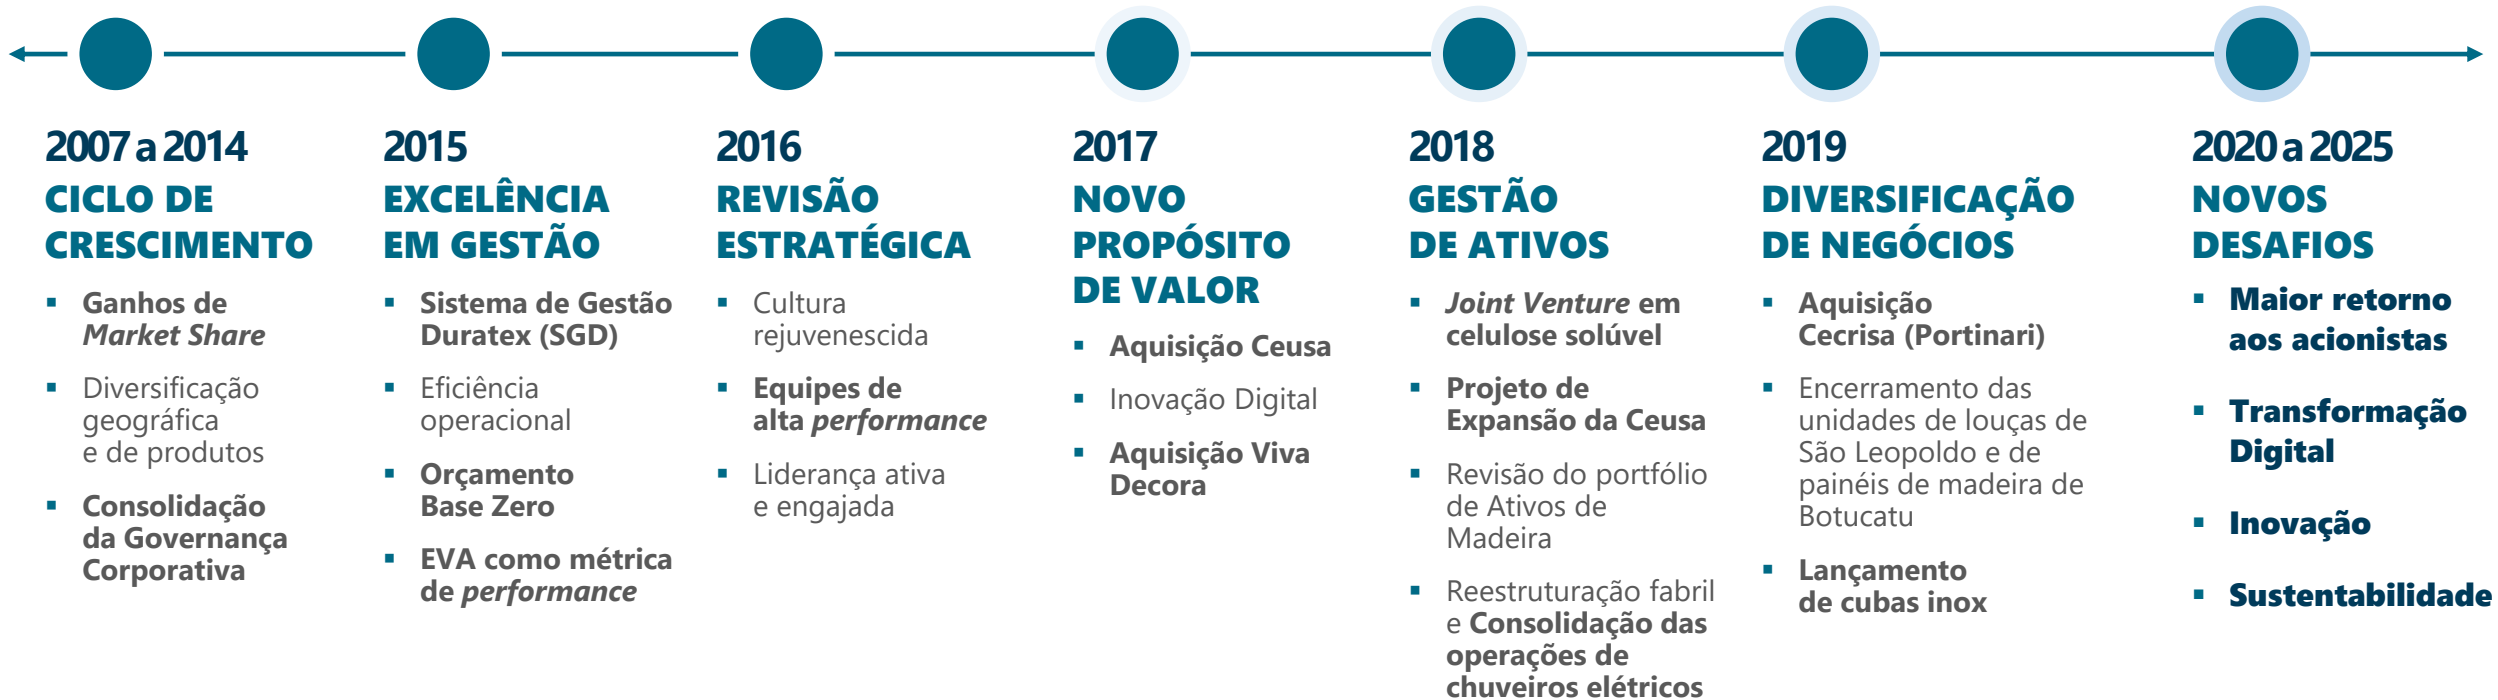 2007 a 2014
CICLO DE
CRESCIMENTO
Ganhos de
Market Share
Diversificação
geográfica
e de produtos
Consolidação
da Governança
Corporativa
2015
EXCELÊNCIA
EM GESTÃO
Sistema de Gestão
Duratex (SGD)
Eficiência
operacional
Orçamento
Base Zero
EVA como métrica
de performance
2016
REVISÃO
ESTRATÉGICA
Cultura
rejuvenescida
Equipes de
alta performance
Liderança ativa
e engajada
2017
NOVO
PROPÓSITO
DE VALOR
Aquisição Ceusa
Inovação Digital
Aquisição Viva
Decora
2018
GESTÃO
DE ATIVOS
Joint Venture em
celulose solúvel
Projeto de
Expansão da Ceusa
Revisão do portfólio
de Ativos de
Madeira
Reestruturação fabril
e Consolidação das
operações de
chuveiros elétricos
2019
DIVERSIFICAÇÃO
DE NEGÓCIOS
Aquisição
Cecrisa (Portinari)
Encerramento das
unidades de louças de
São Leopoldo e de
painéis de madeira de
Botucatu
Lançamento
de cubas inox
2020 a 2025
NOVOS
DESAFIOS
Maior retorno
aos acionistas
Transformação
Digital
Inovação
Sustentabilidade